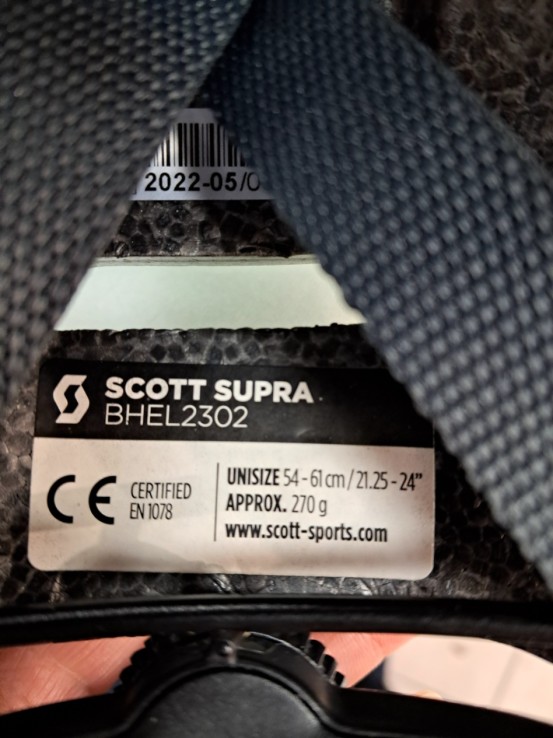 2022-05/0
SCOTT SUPRA
BHEL2302
CE
CERTIFIED
EN 1078
UNISIZE 54 - 61 cm / 21.25 - 24”
APPROX. 270 g
www.scott-sports.com